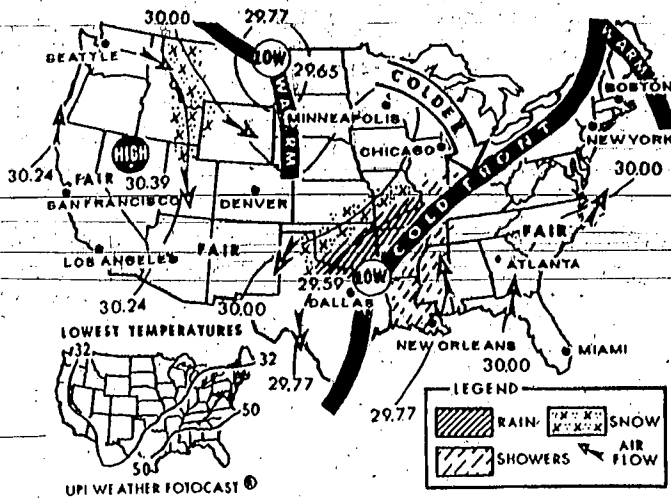 30.00
29.77
SEATTLE
LOW
29.65
WARM
COLDER
WARM
BOSTON
MINNEAPOLIS
NEW YORK
CHICAGO
HIGH
30.24
FAIR
30.39
30.00
SAN FRANCISCO
DENVER
COLD FRONT
FAIR
FAIR
LOS ANGELES
ATLANTA
LOW
29.59
DALLAS
30.24
30.00
LOWEST TEMPERATURES
NEW ORLEANS
30.00
MIAMI
32
32
29.77
29.77
50
50
LEGEND
RAIN
SNOW
SHOWERS
AIR
FLOW
UPI WEATHER FOTOCAST ®